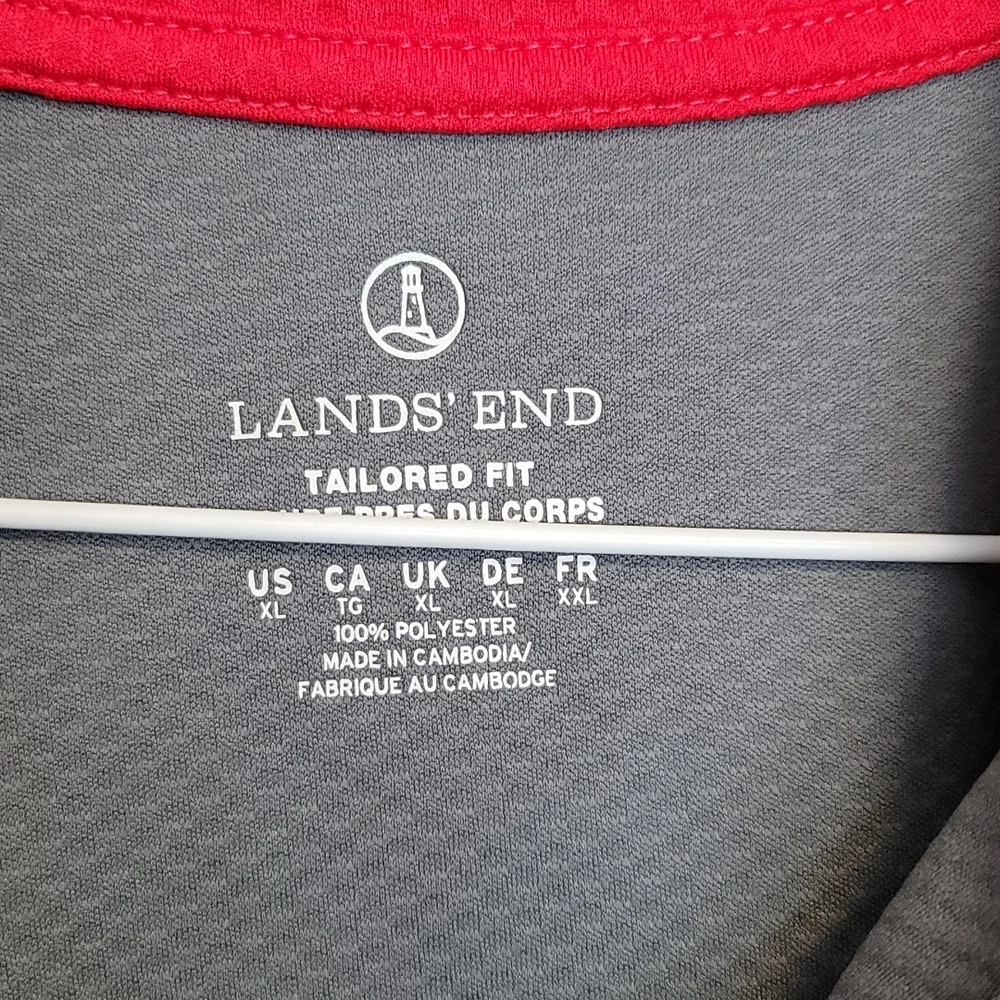 LANDS' END
TAILORED FIT
PRES DU CORPS
US CA UK DE FR
XL TG XL XL XXL
100% POLYESTER
MADE IN CAMBODIA/
FABRIQUE AU CAMBODGE